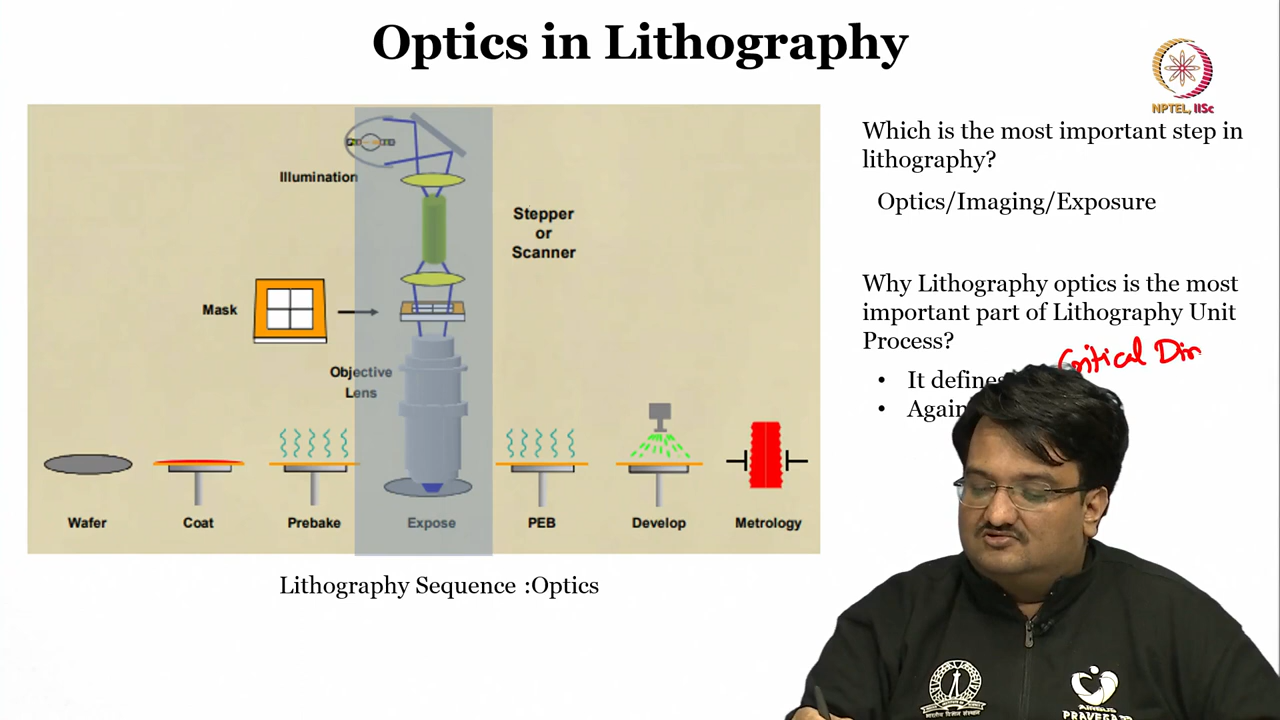 Optics in Lithography
NPTEL, IISc
Which is the most important step in
lithography?
Optics/Imaging/Exposure
Why Lithography optics is the most
important part of Lithography Unit
Process?
Critical Dim
• It defines
• Again
Illumination
Stepper
or
Scanner
Mask
Objective
Lens
Wafer
Coat
Prebake
Expose
PEB
Develop
Metrology
Lithography Sequence :Optics